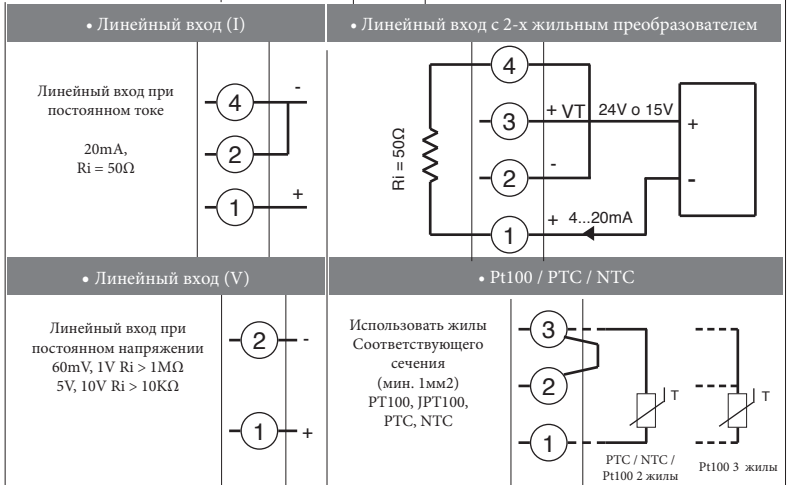 • Линейный вход (I)
Линейный вход при
постоянном токе
20mA,
Ri = 50Ω
4
-
2
1
+
• Линейный вход с 2-х жильным преобразователем
Ri = 50Ω
4
3
+ VT
24V o 15V
+
2
-
-
1
+
4...20mA
• Линейный вход (V)
Линейный вход при
постоянном напряжении
60mV, 1V Ri > 1MΩ
5V, 10V Ri > 10KΩ
2
-
1
+
• Pt100 / PTC / NTC
Использовать жилы
Соответствующего
сечения
(мин. 1мм2)
PT100, JPT100,
PTC, NTC
3
2
1
T
T
PTC / NTC /
Pt100 2 жилы
Pt100 3 жилы